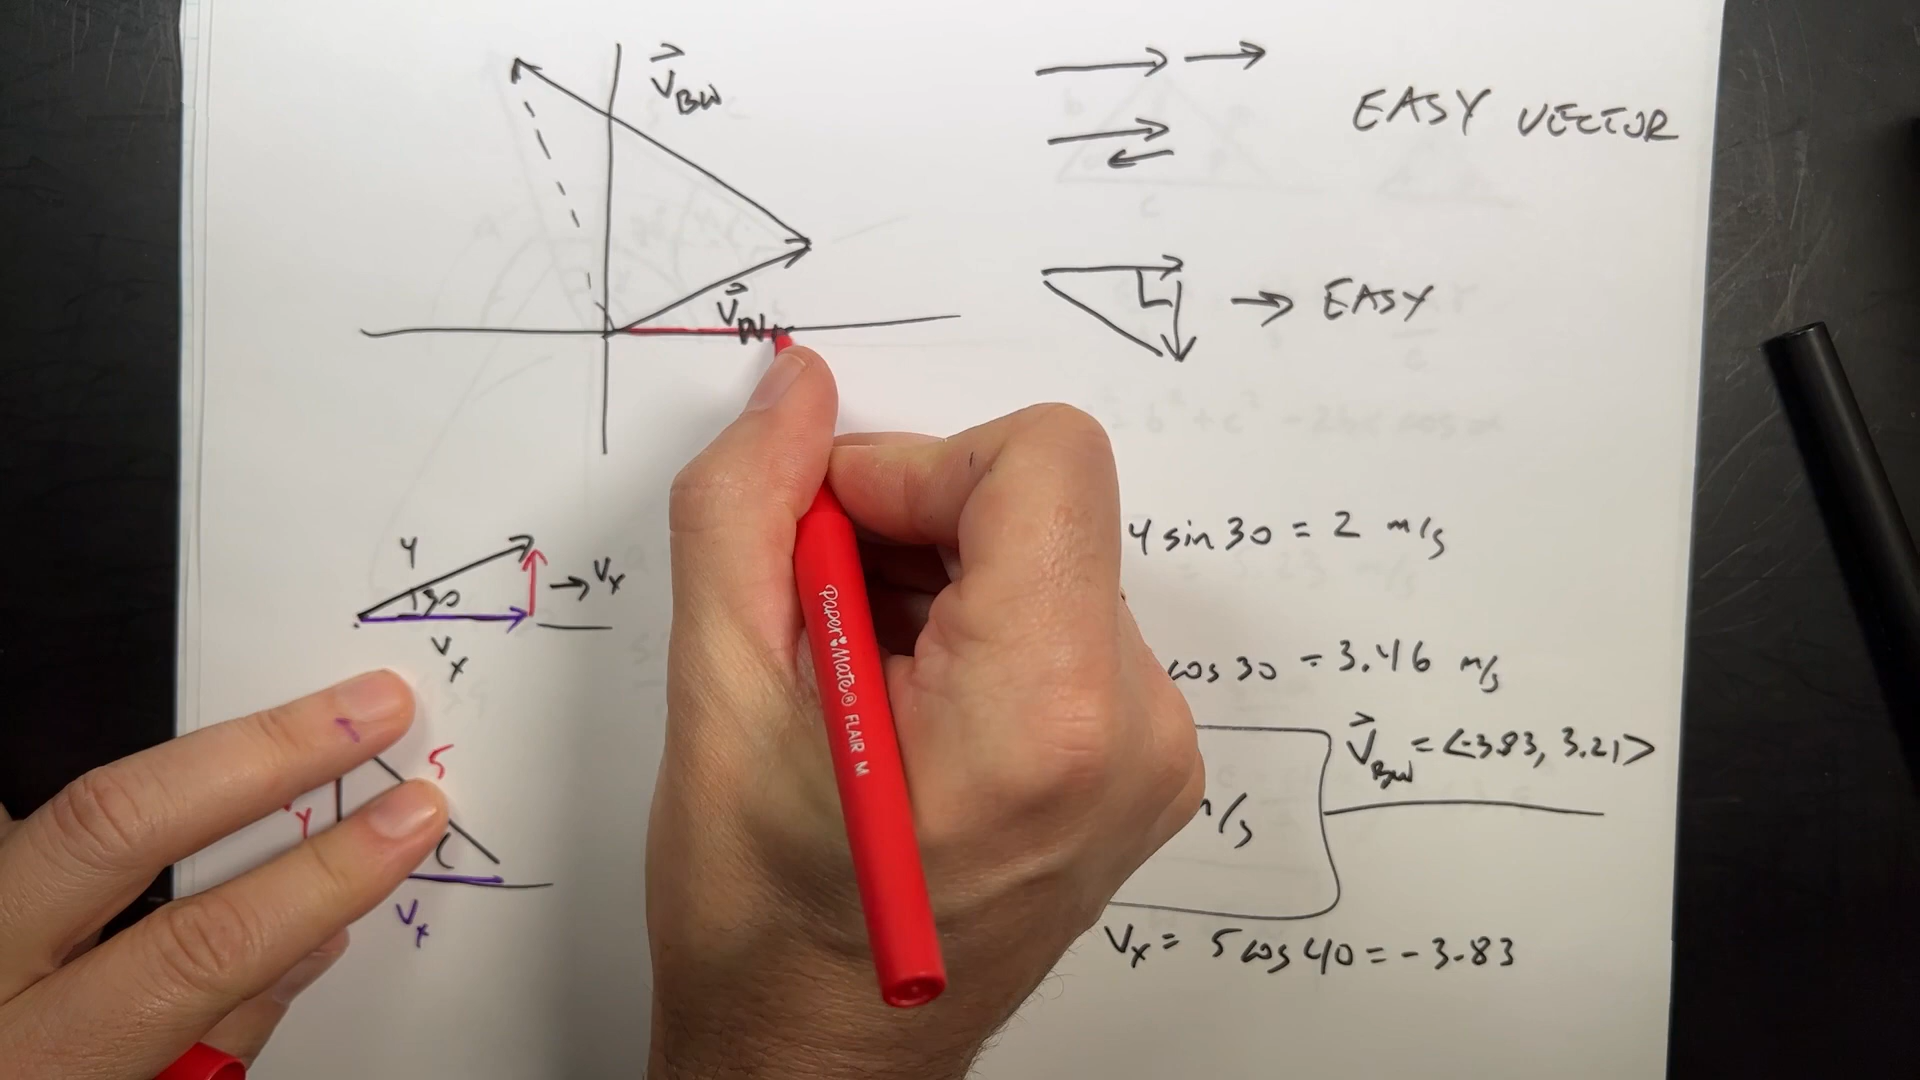 V BW
EASY VECTOR
V
→ EASY
4 sin 30 = 2 m/s
4
30
→ Vx
Vx
cos 30 = 3.46 m/s
V BW = <-3.83, 3.21>
5
y
/s
Vx
Vx = 5 cos 40 = -3.83
Paper Mate® FLAIR M